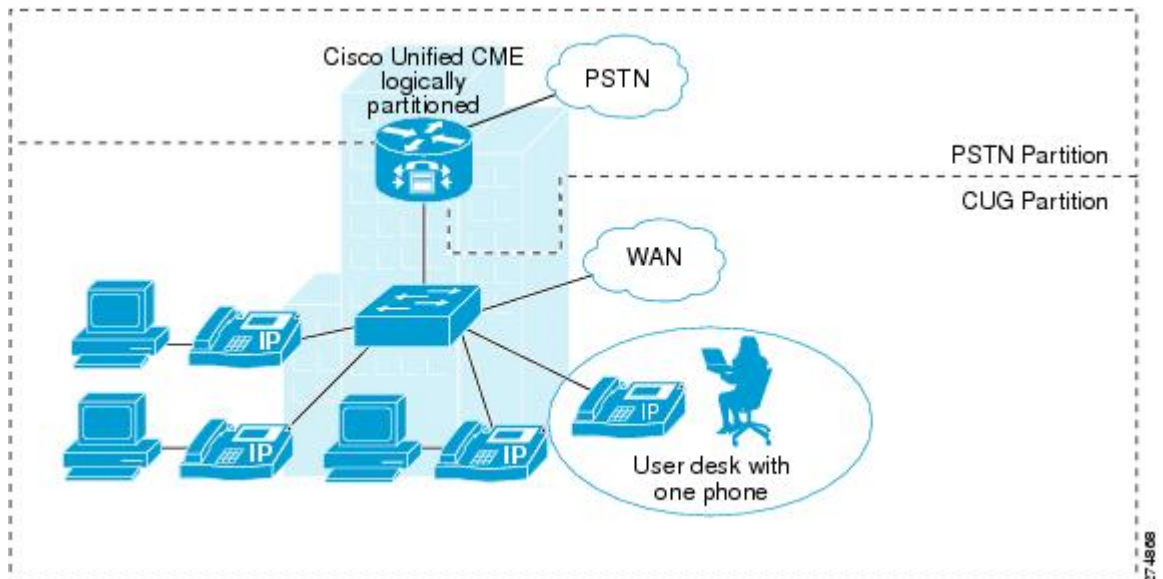 Cisco Unified CME
logically
partitioned
PSTN
PSTN Partition
CUG Partition
WAN
IP
IP
IP
IP
User desk with
one phone